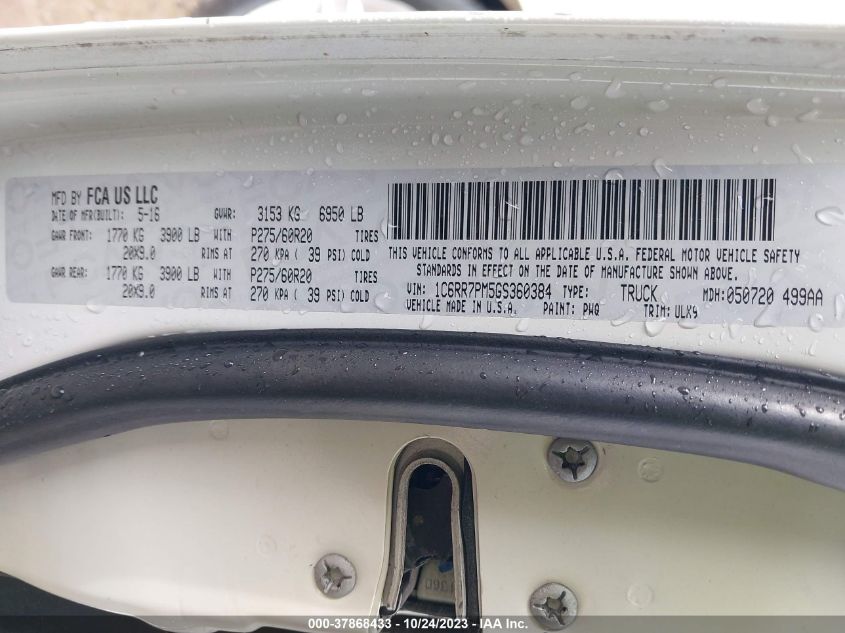 MFD BY FCA US LLC
DATE OF MFR(BUILT): 5-16 GVWR: 3153 KG 6950 LB
GAWR FRONT: 1770 KG 3900 LB WITH P275/60R20 TIRES
20X9.0 RIMS AT 270 KPA ( 39 PSI) COLD
GAWR REAR: 1770 KG 3900 LB WITH P275/60R20 TIRES
20X9.0 RIMS AT 270 KPA ( 39 PSI) COLD
THIS VEHICLE CONFORMS TO ALL APPLICABLE U.S.A. FEDERAL MOTOR VEHICLE SAFETY
STANDARDS IN EFFECT ON THE DATE OF MANUFACTURE SHOWN ABOVE.
VIN: 1C6RR7PM5GS360384 TYPE: TRUCK MDH:050720 499AA
VEHICLE MADE IN U.S.A. PAINT: PWQ TRIM: ULK9
000-37868433 - 10/24/2023 - IAA Inc.